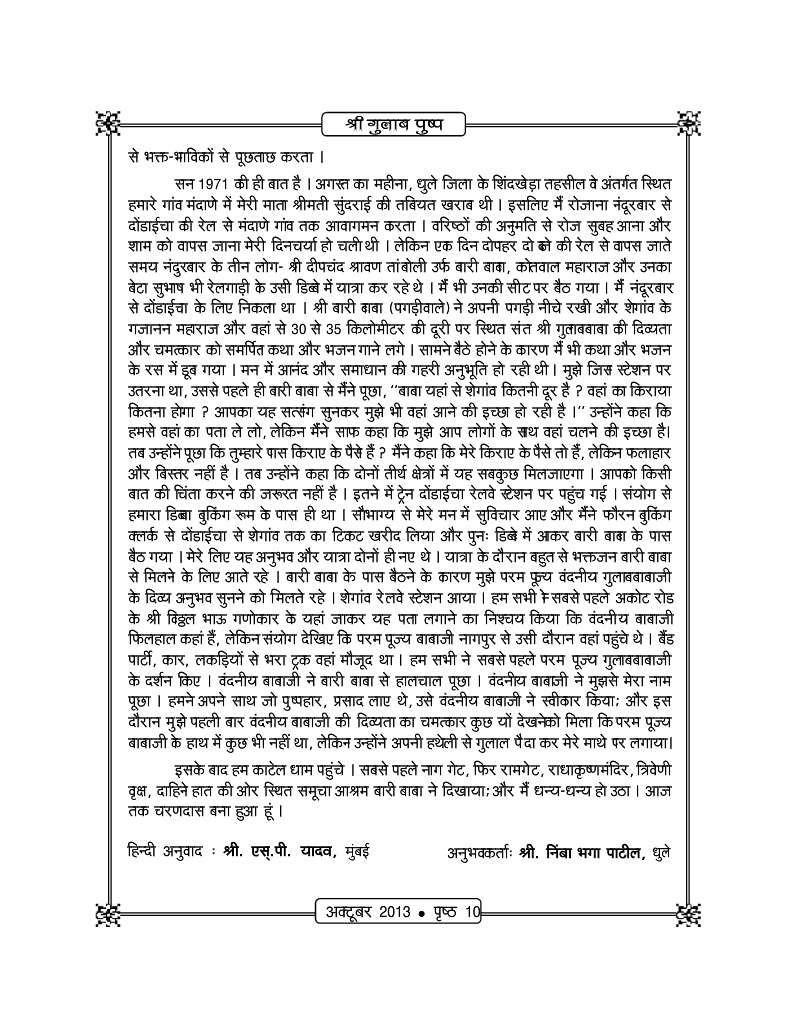 श्री गुलाब पुष्प
से भक्त-भाविकों से पूछताछ करता ।
सन 1971 की ही बात है । अगस्त का महीना, धुले जिला के शिंदखेड़ा तहसील के अंतर्गत स्थित
हमारे गांव मंदाणे में मेरी माता श्रीमती सुंदराई की तबियत खराब थी । इसलिए मैं रोजाना नंदूरबार से
दोंडाईचा की रेल से मंदाणे गांव तक आवागमन करता । वरिष्ठों की अनुमति से रोज सुबह आना और
शाम को वापस जाना मेरी दिनचर्या हो चली थी । लेकिन एक दिन दोपहर दो बजे की रेल से वापस जाते
समय नंदुरबार के तीन लोग- श्री दीपचंद श्रावण तांबोली उर्फ बारी बाबा, कोतवाल महाराज और उनका
बेटा सुभाष भी रेलगाड़ी के उसी डिब्बे में यात्रा कर रहे थे । मैं भी उनकी सीट पर बैठ गया । मैं नंदूरबार
से दोंडाईचा के लिए निकला था । श्री बारी बाबा (पगड़ीवाले) ने अपनी पगड़ी नीचे रखी और शेगांव के
गजानन महाराज और वहां से 30 से 35 किलोमीटर की दूरी पर स्थित संत श्री गुलाबबाबा की दिव्यता
और चमत्कार को समर्पित कथा और भजन गाने लगे । सामने बैठे होने के कारण मैं भी कथा और भजन
के रस में डूब गया । मन में आनंद और समाधान की गहरी अनुभूति हो रही थी । मुझे जिस स्टेशन पर
उतरना था, उससे पहले ही बारी बाबा से मैंने पूछा, ‘‘बाबा यहां से शेगांव कितनी दूर है ? वहां का किराया
कितना होगा ? आपका यह सत्संग सुनकर मुझे भी वहां आने की इच्छा हो रही है ।’’ उन्होंने कहा कि
हमसे वहां का पता ले लो, लेकिन मैंने साफ कहा कि मुझे आप लोगों के साथ वहां चलने की इच्छा है।
तब उन्होंने पूछा कि तुम्हारे पास किराए के पैसे हैं ? मैंने कहा कि मेरे किराए के पैसे तो हैं, लेकिन फलाहार
और बिस्तर नहीं है । तब उन्होंने कहा कि दोनों तीर्थ क्षेत्रों में यह सबकुछ मिलजाएगा । आपको किसी
बात की चिंता करने की जरूरत नहीं है । इतने में ट्रेन दोंडाईचा रेलवे स्टेशन पर पहुंच गई । संयोग से
हमारा डिब्बा बुकिंग रूम के पास ही था । सौभाग्य से मेरे मन में सुविचार आए और मैंने फौरन बुकिंग
क्लर्क से दोंडाईचा से शेगांव तक का टिकट खरीद लिया और पुनः डिब्बे में आकर बारी बाबा के पास
बैठ गया । मेरे लिए यह अनुभव और यात्रा दोनों ही नए थे । यात्रा के दौरान बहुत से भक्तजन बारी बाबा
से मिलने के लिए आते रहे । बारी बाबा के पास बैठने के कारण मुझे परम पूज्य वंदनीय गुलाबबाबाजी
के दिव्य अनुभव सुनने को मिलते रहे । शेगांव रेलवे स्टेशन आया । हम सभी ने सबसे पहले अकोट रोड
के श्री विठ्ठल भाऊ गणोकार के यहां जाकर यह पता लगाने का निश्चय किया कि वंदनीय बाबाजी
फिलहाल कहां हैं, लेकिन संयोग देखिए कि परम पूज्य बाबाजी नागपुर से उसी दौरान वहां पहुंचे थे । बैंड
पार्टी, कार, लकड़ियों से भरा ट्रक वहां मौजूद था । हम सभी ने सबसे पहले परम पूज्य गुलाबबाबाजी
के दर्शन किए । वंदनीय बाबाजी ने बारी बाबा से हालचाल पूछा । वंदनीय बाबाजी ने मुझसे मेरा नाम
पूछा । हमने अपने साथ जो पुष्पहार, प्रसाद लाए थे, उसे वंदनीय बाबाजी ने स्वीकार किया; और इस
दौरान मुझे पहली बार वंदनीय बाबाजी की दिव्यता का चमत्कार कुछ यों देखनेको मिला कि परम पूज्य
बाबाजी के हाथ में कुछ भी नहीं था, लेकिन उन्होंने अपनी हथेली से गुलाल पैदा कर मेरे माथे पर लगाया।
इसके बाद हम काटेल धाम पहुंचे । सबसे पहले नाग गेट, फिर रामगेट, राधाकृष्णमंदिर, त्रिवेणी
वृक्ष, दाहिने हात की ओर स्थित समूचा आश्रम बारी बाबा ने दिखाया; और मैं धन्य-धन्य हो उठा । आज
तक चरणदास बना हुआ हूं ।
हिन्दी अनुवाद : श्री. एस्.पी. यादव, मुंबई अनुभवकर्ताः श्री. निंबा भगा पाटील, धुले
अक्टूबर 2013 ● पृष्ठ 10